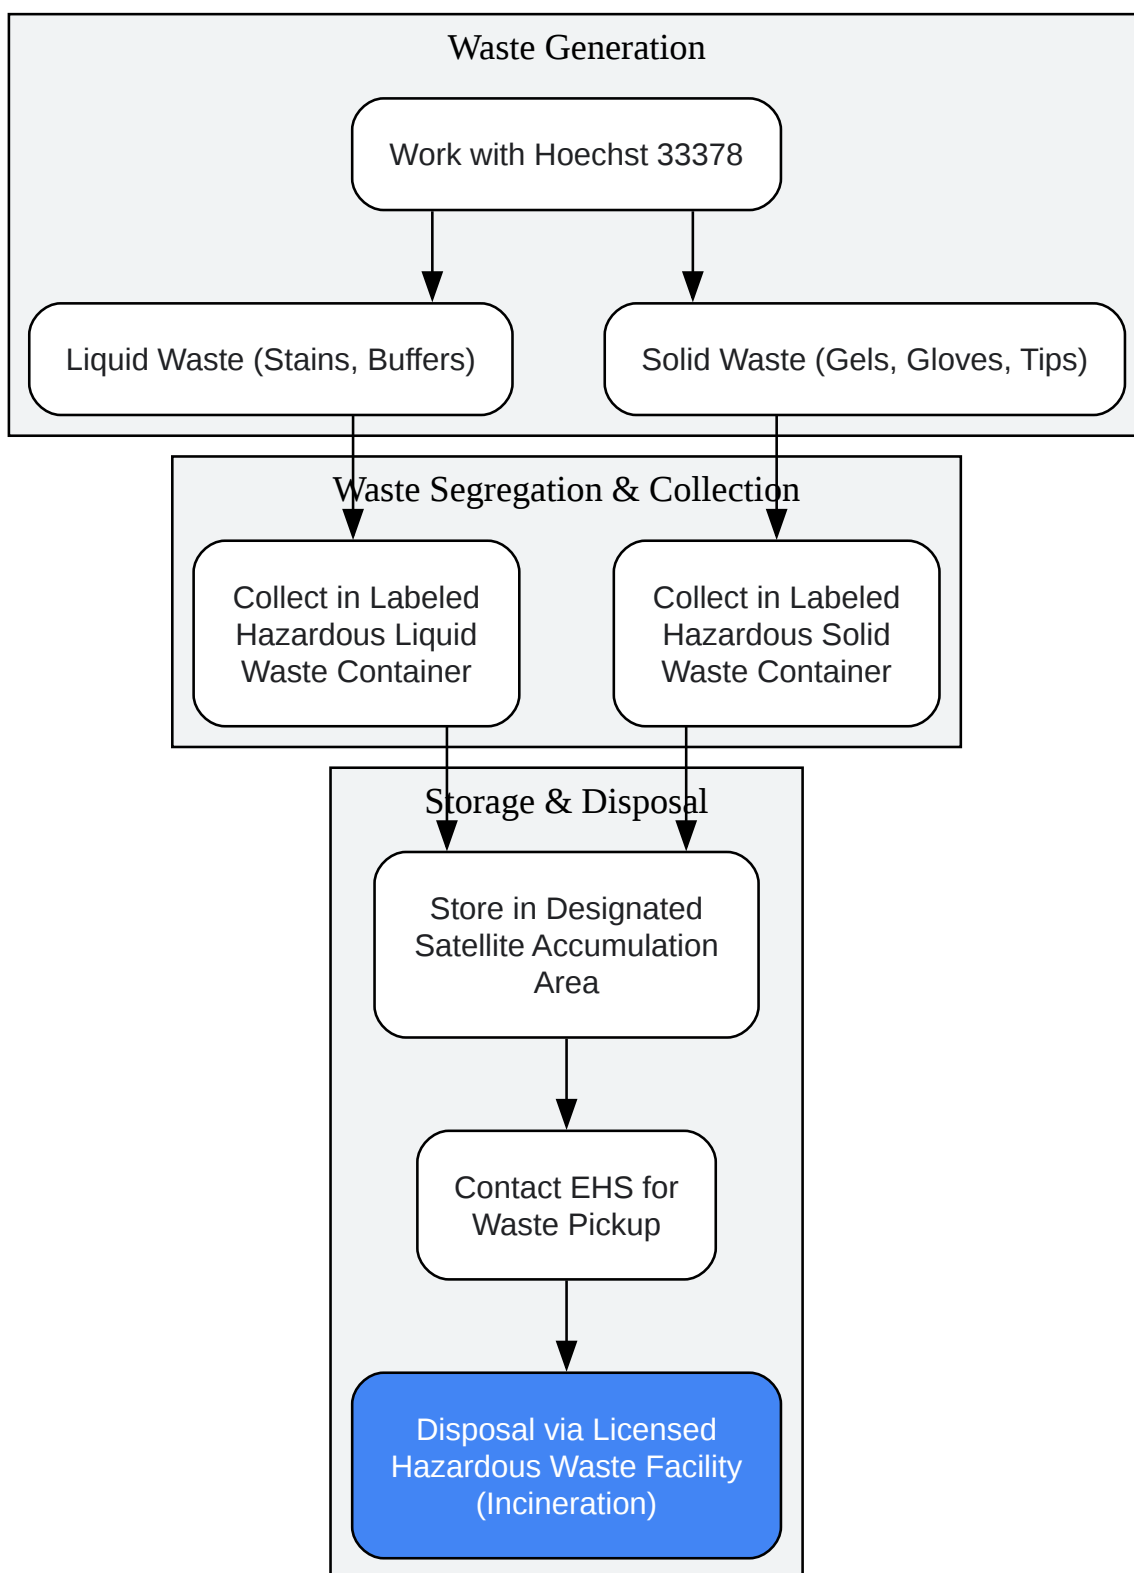 Waste Generation
Work with Hoechst 33378
Liquid Waste (Stains, Buffers)
Solid Waste (Gels, Gloves, Tips)
Waste Segregation & Collection
Collect in Labeled
Hazardous Liquid
Waste Container
Collect in Labeled
Hazardous Solid
Waste Container
Storage & Disposal
Store in Designated
Satellite Accumulation
Area
Contact EHS for
Waste Pickup
Disposal via Licensed
Hazardous Waste Facility
(Incineration)